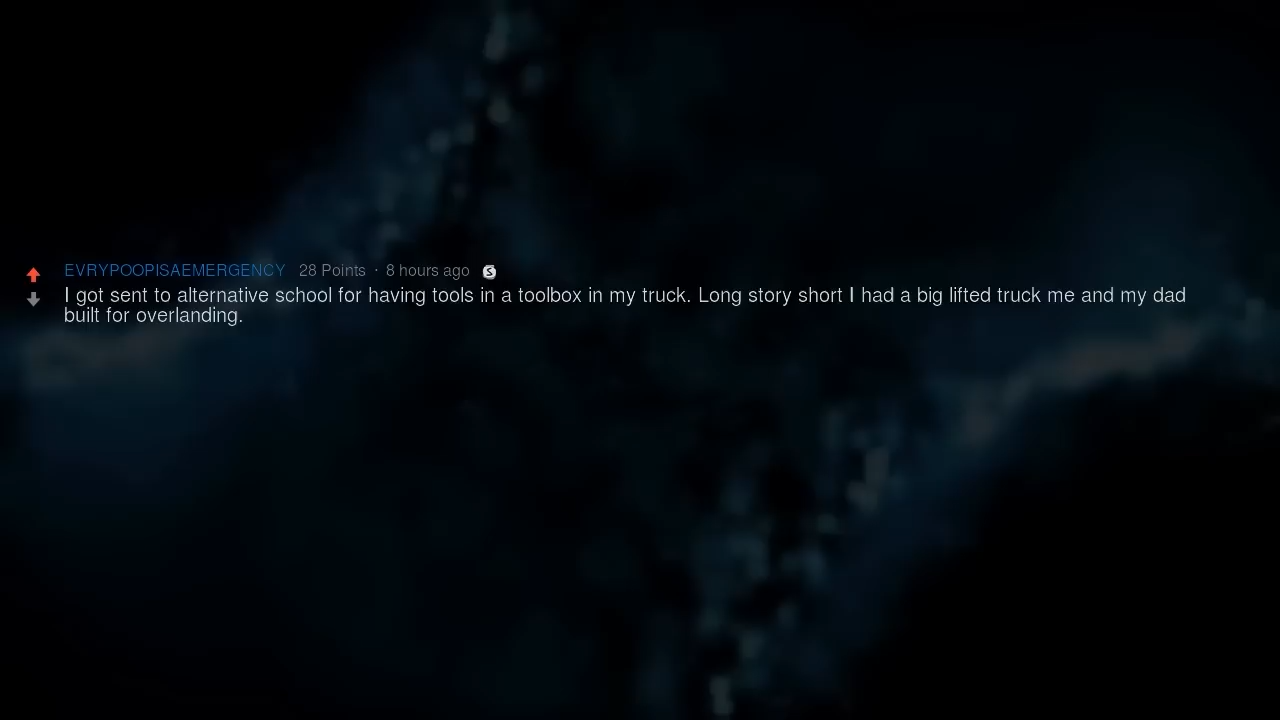 EVRYPOOPISAEMERGENCY 28 Points · 8 hours ago S
I got sent to alternative school for having tools in a toolbox in my truck. Long story short I had a big lifted truck me and my dad
built for overlanding.